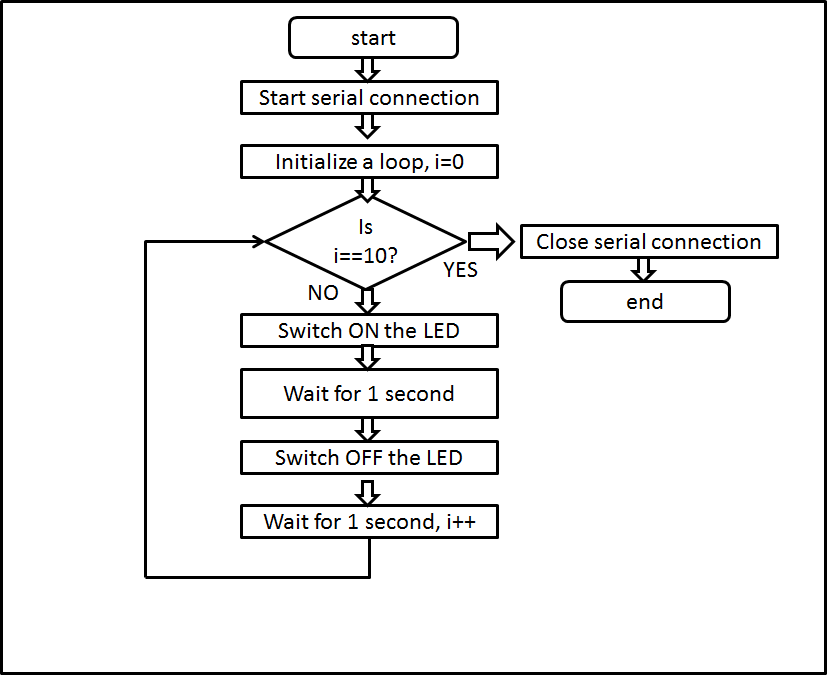 start
Start serial connection
Initialize a loop, i=0
Is
i==10?
YES
Close serial connection
end
NO
Switch ON the LED
Wait for 1 second
Switch OFF the LED
Wait for 1 second, i++